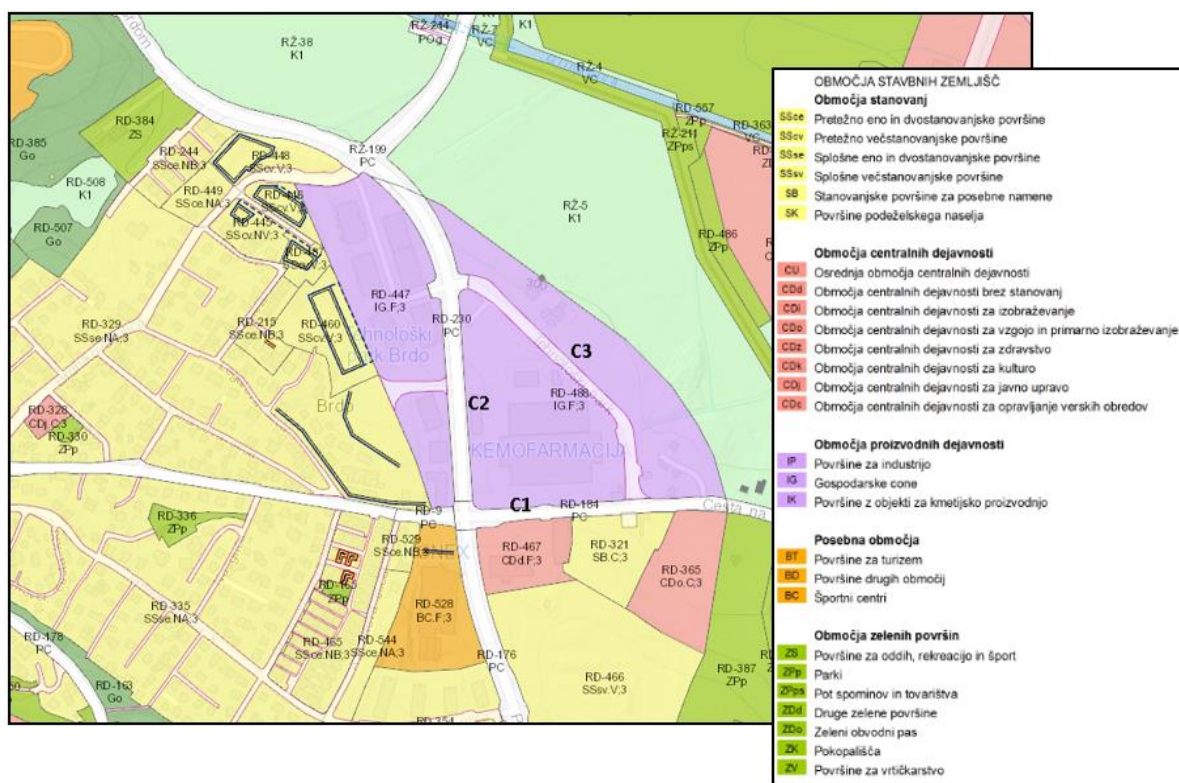 RŽ-244
POg
RŽ-7
VC
K1
RŽ-38
K1
RŽ-4
VC
RD-557
ZPp
RD-363
VC
RŽ-211
ZPps
RD-384
ZS
RD-385
Go
RD-244
SSce.NB;3
RD-448
SScv.V;3
RŽ-199
PC
RD-508
K1
RD-449
SSce.NA;3
RD-507
Go
SScv.NV;3
RŽ-5
K1
RD-486
ZPp
RD-447
IG.F;3
RD-230
PC
RD-329
SSse.NA;3
RD-215
SSce.NB;3
RD-460
SScv.V;3
hnološki
rk Brdo
C3
C2
RD-488
IG.F;3
Brdo
RD-328
CDj.C;3
RD-330
ZPp
KEMOFARMACIJ
C1
RD-184
PC
Cesta na
RD-9
PC
RD-336
ZPp
RD-529
SSce.NB;3
NEX
RD-467
CDd.F;3
RD-321
SB.C;3
RD-365
CDo.C;3
ZPp
RD-335
SSse.NA;3
RD-528
BC.F;3
RD-465
SSce.NB;3
RD-544
SSce.NA;3
RD-178
PC
RD-163
Go
RD-176
PC
RD-466
SSsv.V;3
RD-387
ZPp
RD-354
OBMOČJA STAVBNIH ZEMLJIŠČ
Območja stanovanj
SSce Pretežno eno in dvostanovanjske površine
SScv Pretežno večstanovanjske površine
SSse Splošne eno in dvostanovanjske površine
SSsv Splošne večstanovanjske površine
SB Stanovanjske površine za posebne namene
SK Površine podeželskega naselja
Območja centralnih dejavnosti
CU Osrednja območja centralnih dejavnosti
CDd Območja centralnih dejavnosti brez stanovanj
CDi Območja centralnih dejavnosti za izobraževanje
CDo Območja centralnih dejavnosti za vzgojo in primarno izobraževanje
CDz Območja centralnih dejavnosti za zdravstvo
CDk Območja centralnih dejavnosti za kulturo
CDj Območja centralnih dejavnosti za javno upravo
CDc Območja centralnih dejavnosti za opravljanje verskih obredov
Območja proizvodnih dejavnosti
IP Površine za industrijo
IG Gospodarske cone
IK Površine z objekti za kmetijsko proizvodnjo
Posebna območja
BT Površine za turizem
BD Površine drugih območij
BC Športni centri
Območja zelenih površin
ZS Površine za oddih, rekreacijo in šport
ZPp Parki
ZPps Pot spominov in tovarištva
ZDd Druge zelene površine
ZDo Zeleni obvodni pas
ZK Pokopališča
ZV Površine za vrtičkarstvo